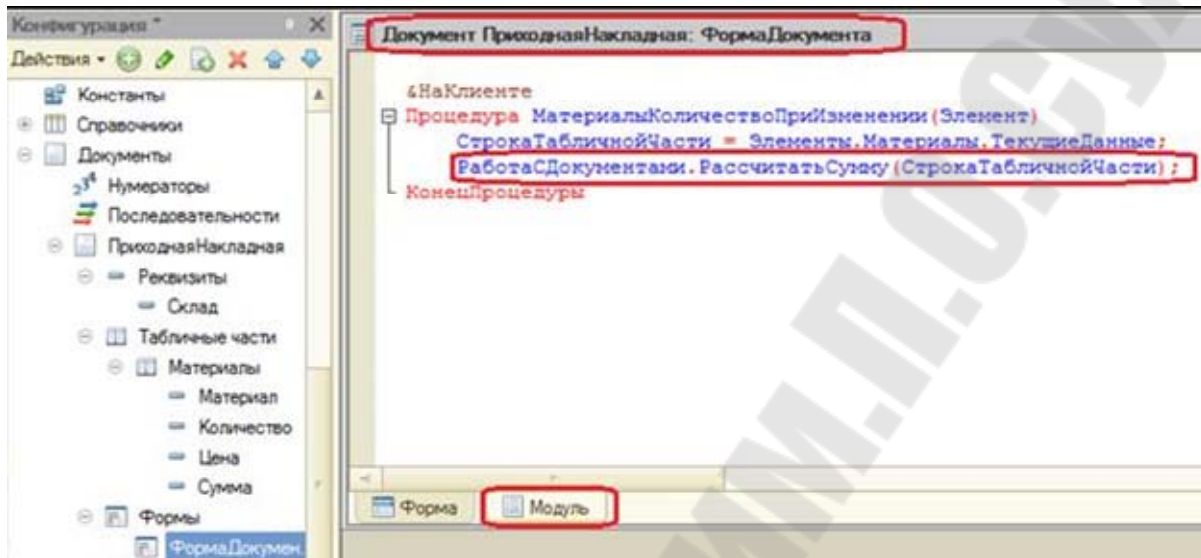 Конфигурация *
Действия
Константы
Справочники
Документы
Нумераторы
Последовательности
ПриходнаяНакладная
Реквизиты
Склад
Табличные части
Материалы
Материал
Количество
Цена
Сумма
Формы
ФормаДокумен
Документ ПриходнаяНакладная: ФормаДокумента
&НаКлиенте
Процедура МатериалыКоличествоПриИзменении(Элемент)
СтрокаТабличнойЧасти = Элементы.Материалы.ТекущиеДанные;
РаботаСДокументами.РассчитатьСумму(СтрокаТабличнойЧасти);
КонецПроцедуры
Форма
Модуль